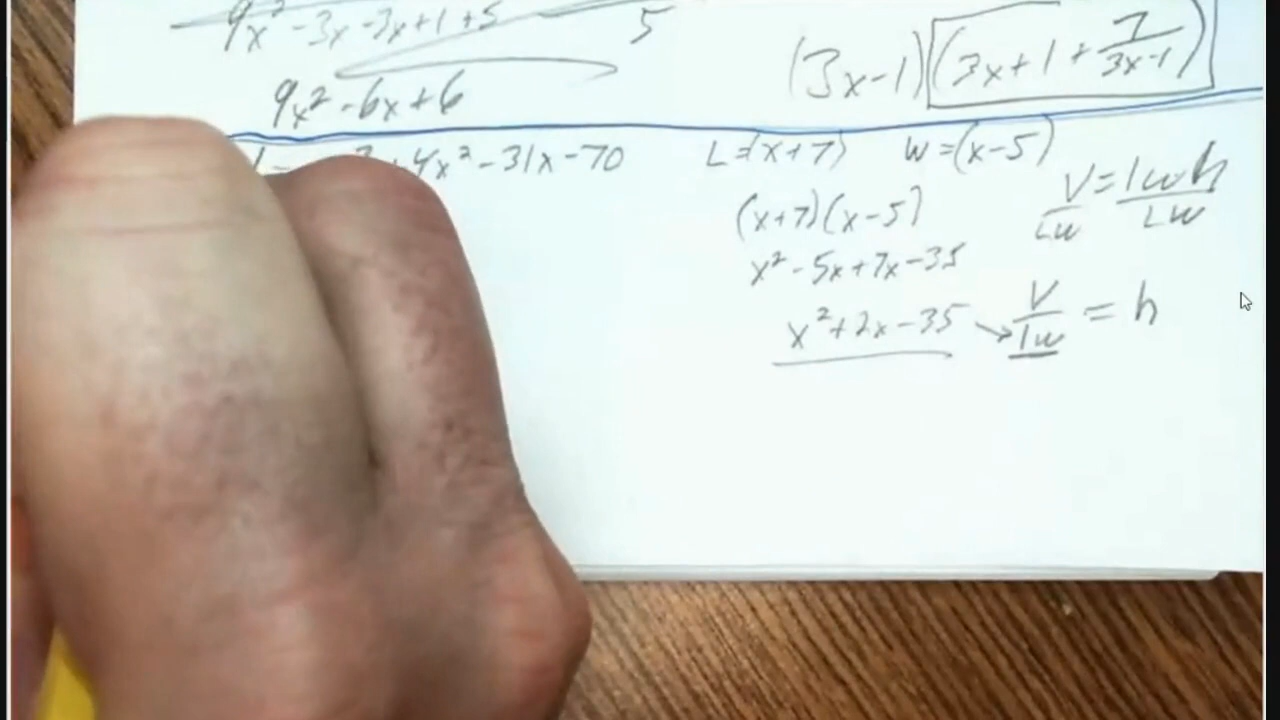 9x² -3x -3x+1 +5
5
9x² -6x+6
(3x-1)(3x+1+7/(3x-1))
+4x² -31x -70
L=(x+7) W=(x-5)
(x+7)(x-5)
x² -5x+7x-35
x²+2x-35
V/LW = lwh/LW
V/lw = h